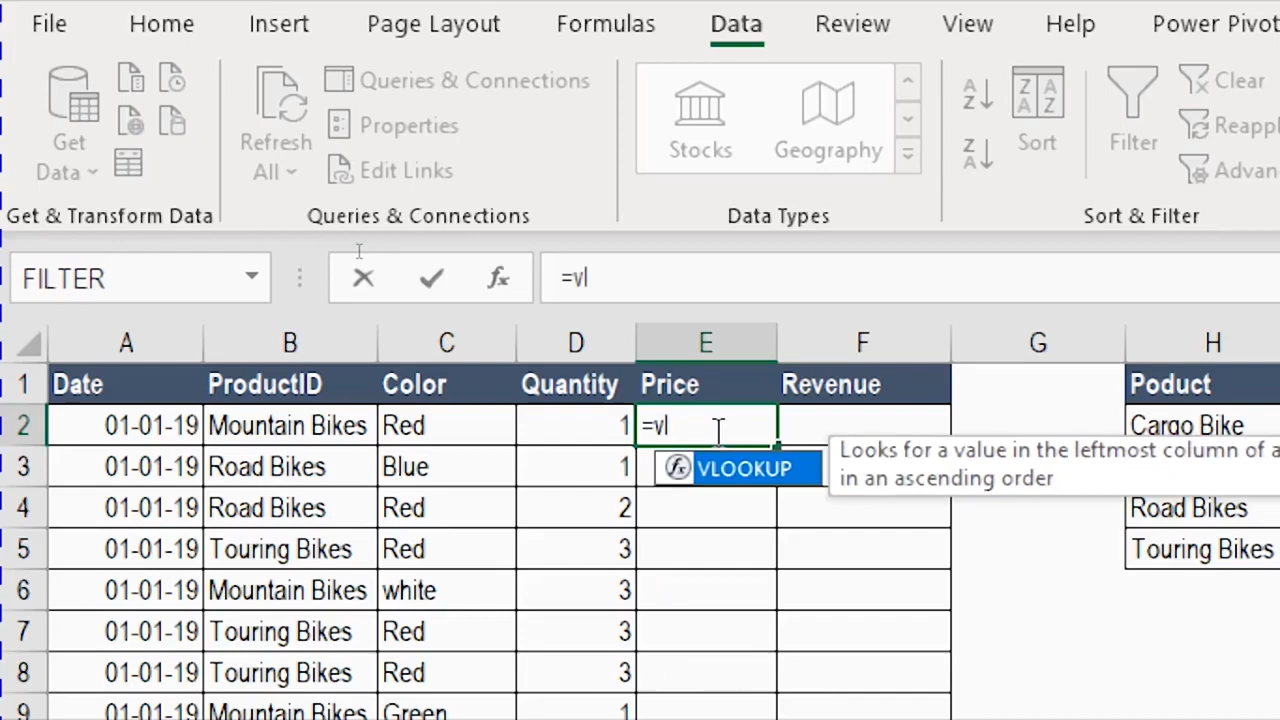 File Home Insert Page Layout Formulas Data Review View Help Power Pivot
Queries & Connections
Properties
Edit Links
Get Data
Refresh All
Stocks Geography
A Z Z A
Z A
Z A A Z
Sort Filter
Clear
Reappl
Advan
Get & Transform Data Queries & Connections Data Types Sort & Filter
FILTER fx =vl
A B C D E F G H
1 Date ProductID Color Quantity Price Revenue Poduct
2 01-01-19 Mountain Bikes Red 1 =vl Cargo Bike
3 01-01-19 Road Bikes Blue 1
fx VLOOKUP
Looks for a value in the leftmost column of a
in an ascending order
4 01-01-19 Road Bikes Red 2 Road Bikes
5 01-01-19 Touring Bikes Red 3 Touring Bikes
6 01-01-19 Mountain Bikes white 3
7 01-01-19 Touring Bikes Red 3
8 01-01-19 Touring Bikes Red 3
9 01-01-19 Mountain Bikes Green 1